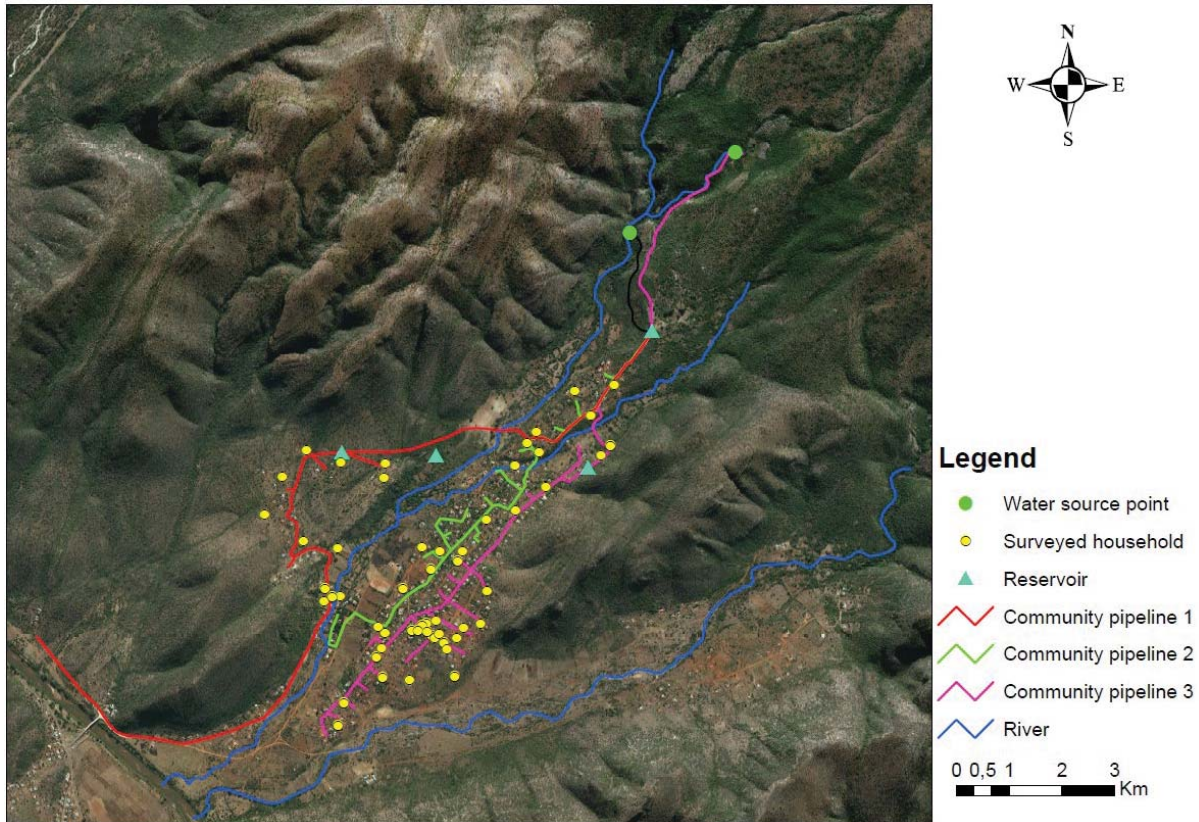 N
W E
S
Legend
Water source point
Surveyed household
Reservoir
Community pipeline 1
Community pipeline 2
Community pipeline 3
River
0 0,5 1 2 3
Km